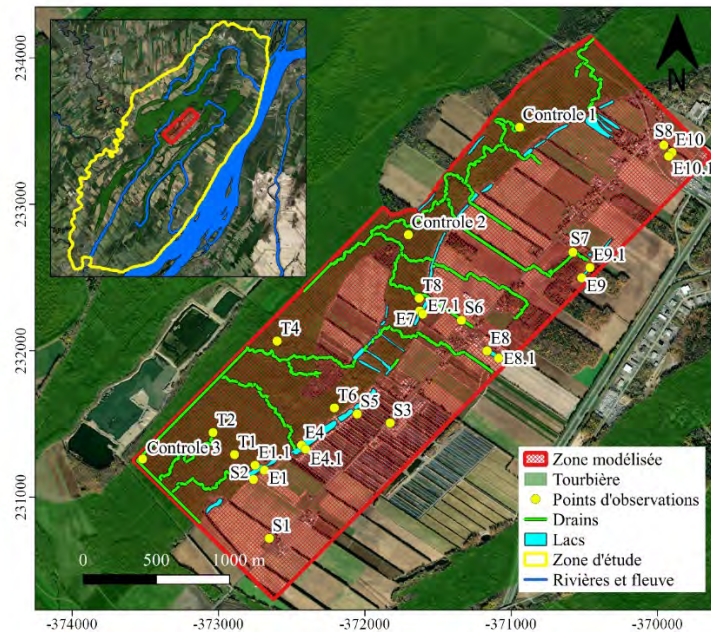 234000
233000
232000
231000
N
Controle 1
S8
E10
E10.1
Controle 2
S7
E9.1
E9
T8
E7.1
S6
E7
T4
E8
E8.1
T6
S5
S3
T2
T1
E4
E4.1
Controle 3
E1.1
S2
E1
S1
0
500
1000 m
Zone modélisée
Tourbière
Points d'observations
Drains
Lacs
Zone d'étude
Rivières et fleuve
-374000
-373000
-372000
-371000
-370000